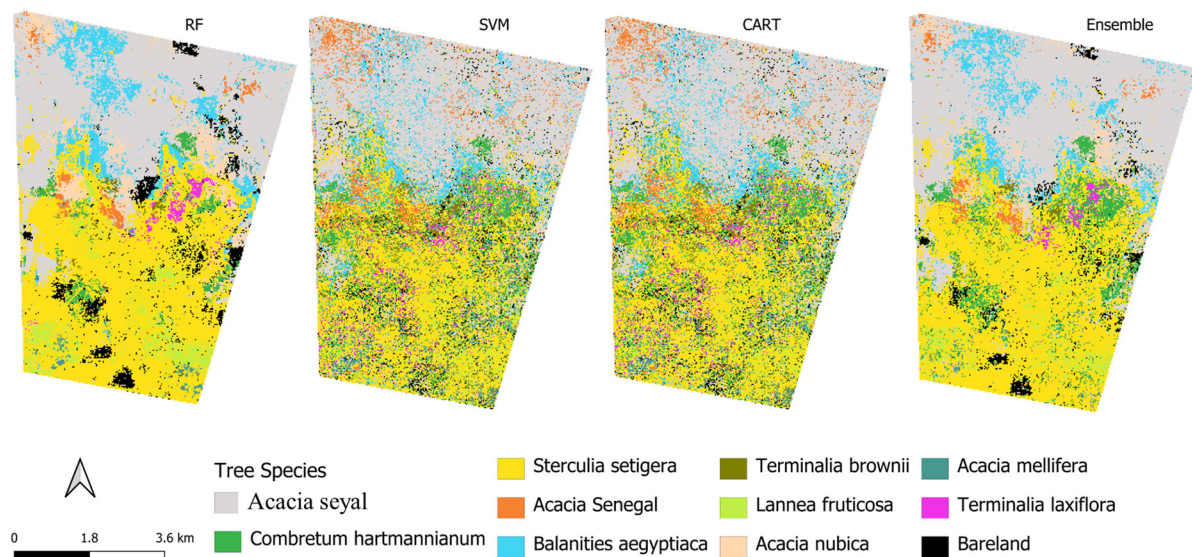 RF
SVM
CART
Ensemble
Tree Species
Acacia seyal
Combretum hartmannianum
Sterculia setigera
Acacia Senegal
Balanities aegyptiaca
Terminalia brownii
Lannea fruticosa
Acacia nubica
Acacia mellifera
Terminalia laxiflora
Bareland
0 1.8 3.6 km